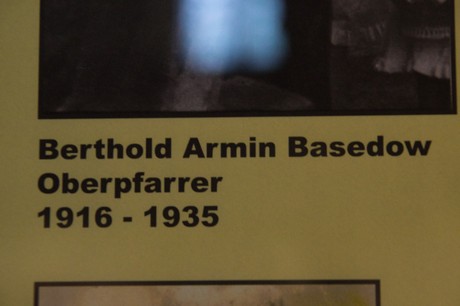 Berthold Armin Basedow
Oberpfarrer
1916 - 1935